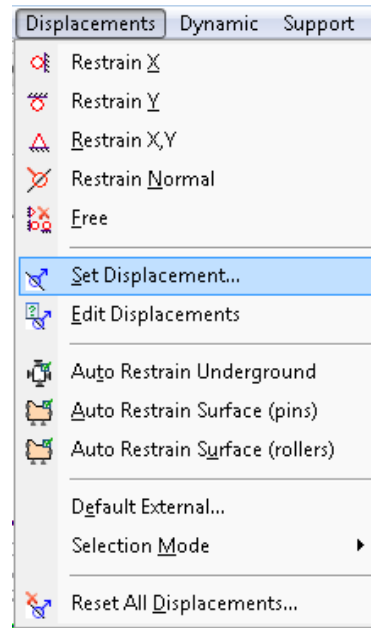 Displacements Dynamic Support
Restrain X
Restrain Y
Restrain X,Y
Restrain Normal
Free
Set Displacement...
Edit Displacements
Auto Restrain Underground
Auto Restrain Surface (pins)
Auto Restrain Surface (rollers)
Default External...
Selection Mode
Reset All Displacements...